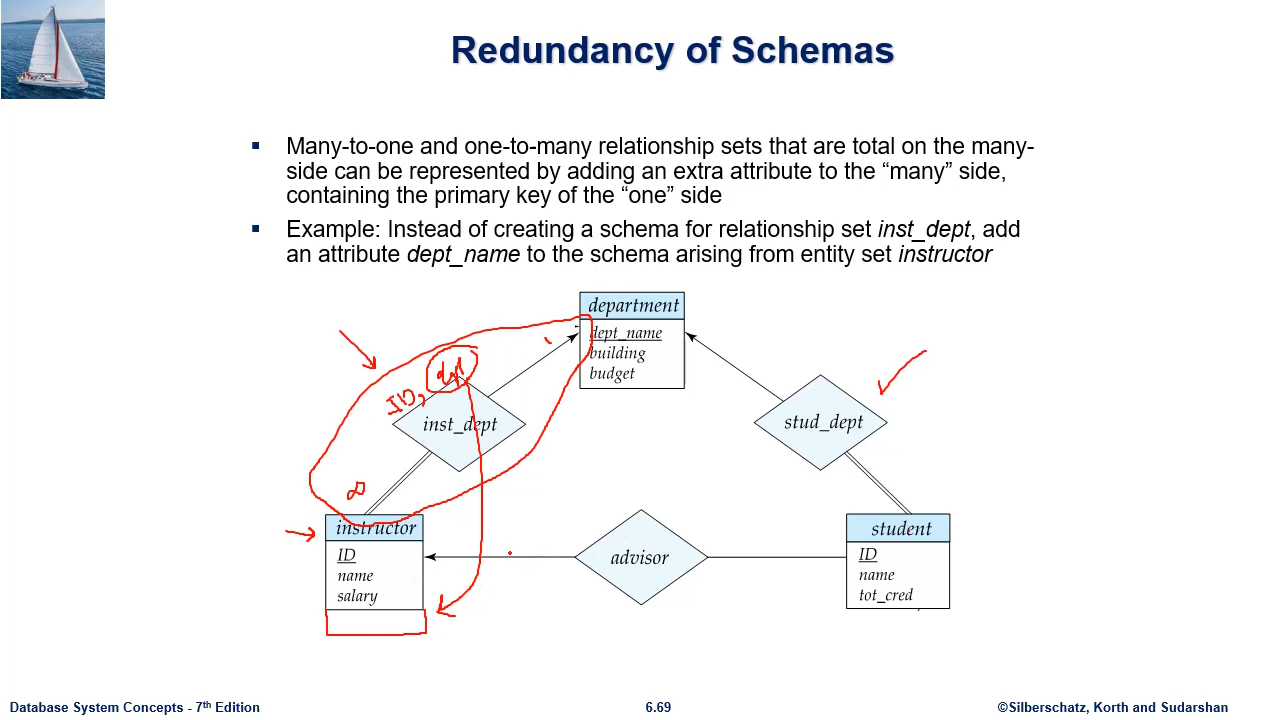 Redundancy of Schemas
Many-to-one and one-to-many relationship sets that are total on the many-
side can be represented by adding an extra attribute to the “many” side,
containing the primary key of the “one” side
Example: Instead of creating a schema for relationship set inst_dept, add
an attribute dept_name to the schema arising from entity set instructor
department
dept_name
building
budget
ID,
inst_dept
stud_dept
∞
instructor
ID
name
salary
advisor
student
ID
name
tot_cred
Database System Concepts - 7th Edition
6.69
©Silberschatz, Korth and Sudarshan